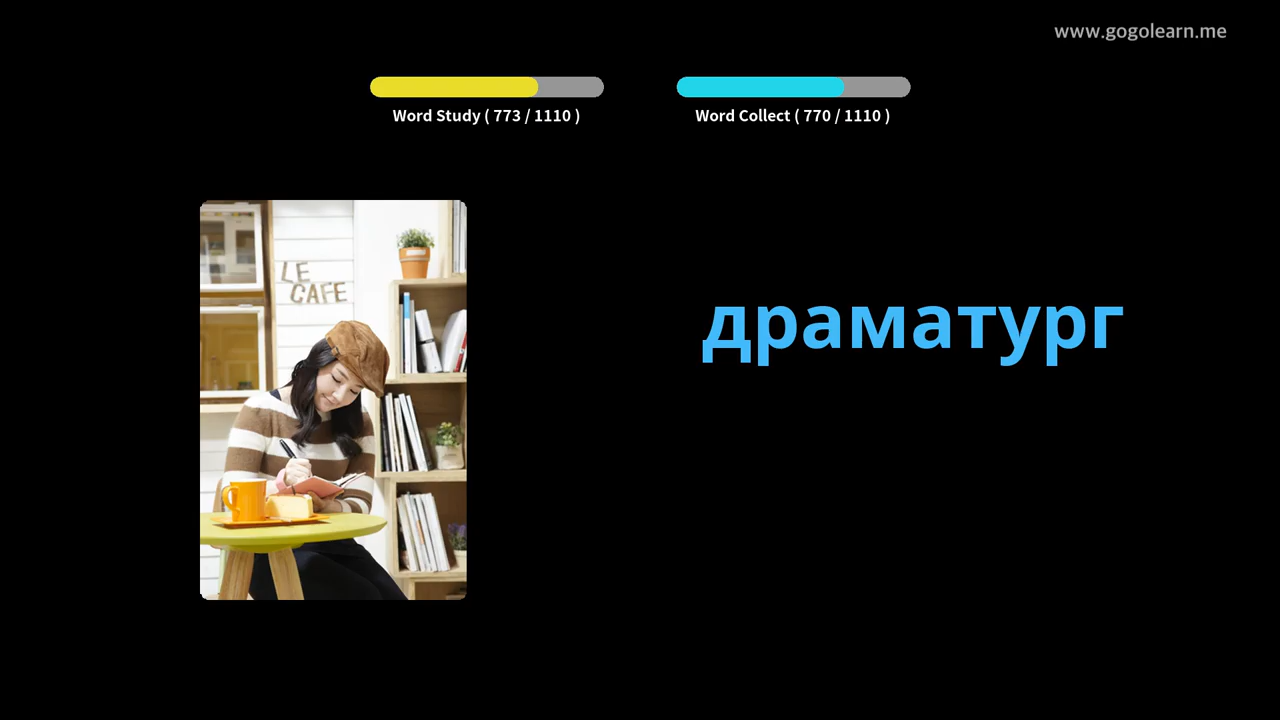 www.gogolearn.me
Word Study ( 773 / 1110 )
Word Collect ( 770 / 1110 )
LE
CAFE
драматург